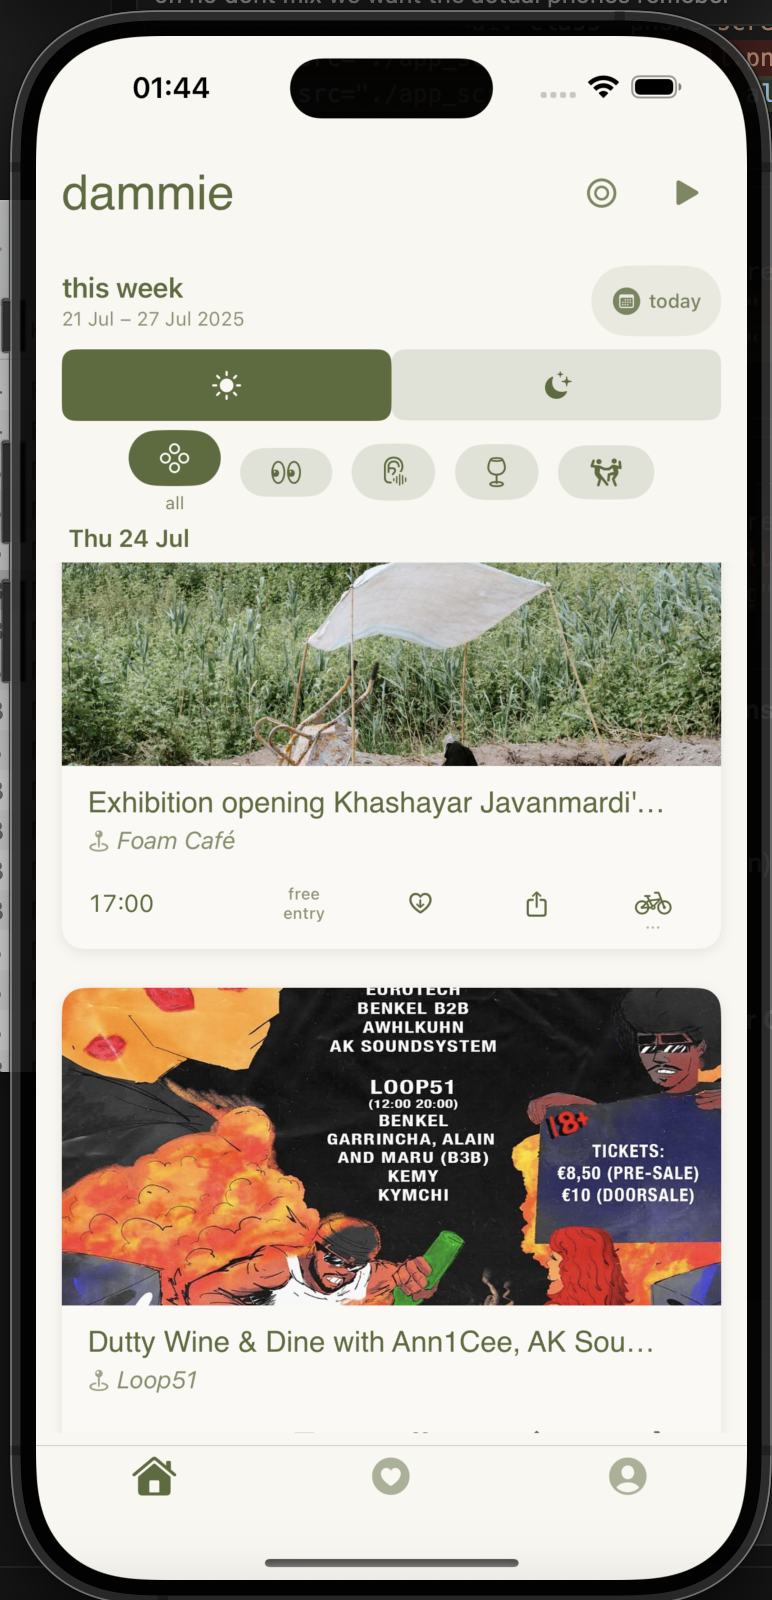 01:44
dammie
this week
21 Jul – 27 Jul 2025
today
all
Thu 24 Jul
Exhibition opening Khashayar Javanmardi'...
Foam Café
17:00
free
entry
...
EUROTECH
BENKEL B2B
AWHLKUHN
AK SOUNDSYSTEM
LOOP51
(12:00 20:00)
BENKEL
GARRINCHA, ALAIN
AND MARU (B3B)
KEMY
KYMCHI
18+
TICKETS:
€8,50 (PRE-SALE)
€10 (DOORSALE)
Dutty Wine & Dine with Ann1Cee, AK Sou...
Loop51